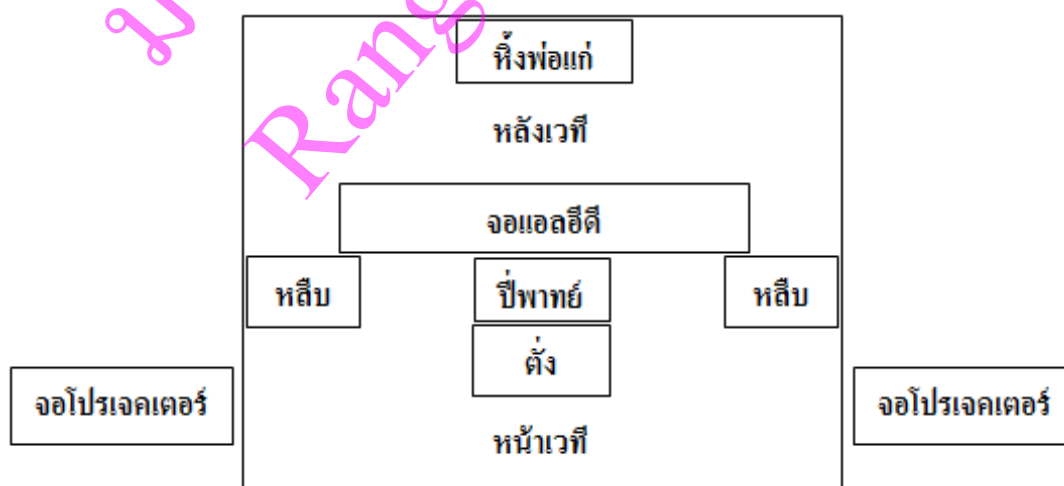 หิ้งพ่อแก่
หลังเวที
จอแอลอีดี
หลืบ
ปี่พาทย์
หลืบ
ตั่ง
จอโปรเจคเตอร์
จอโปรเจคเตอร์
หน้าเวที
Rang